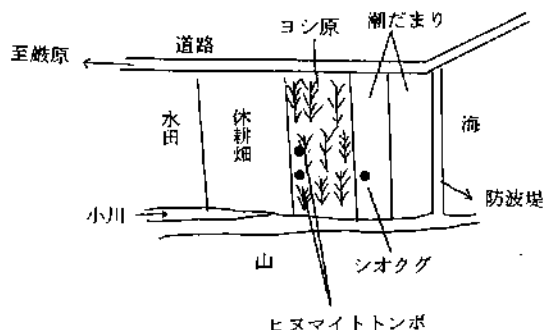 ヨシ原
潮だまり
道路
至厳原
水田
休耕畑
海
小川
防波堤
山
シオクグ
ヒヌマイトトンボ